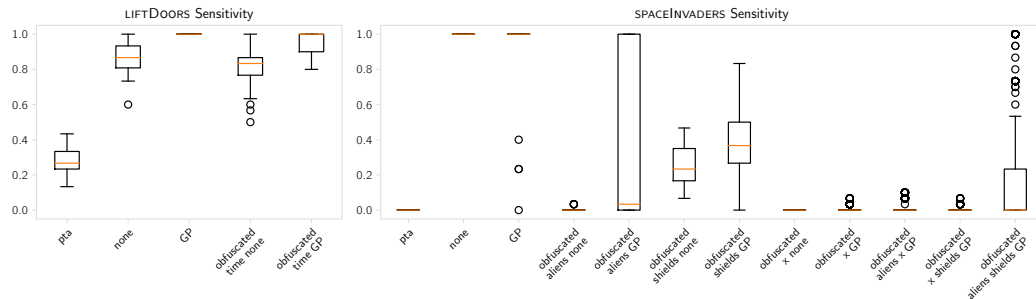 LIFTDOORS Sensitivity
1.0
0.8
0.6
0.4
0.2
0.0
pta
none
GP
obfuscated
time none
obfuscated
time GP
SPACEINVADERS Sensitivity
1.0
0.8
0.6
0.4
0.2
0.0
pta
none
GP
obfuscated
aliens none
obfuscated
aliens GP
obfuscated
shields none
obfuscated
shields GP
obfuscated
x none
obfuscated
x GP
obfuscated
aliens x GP
obfuscated
x shields GP
obfuscated
aliens shields GP